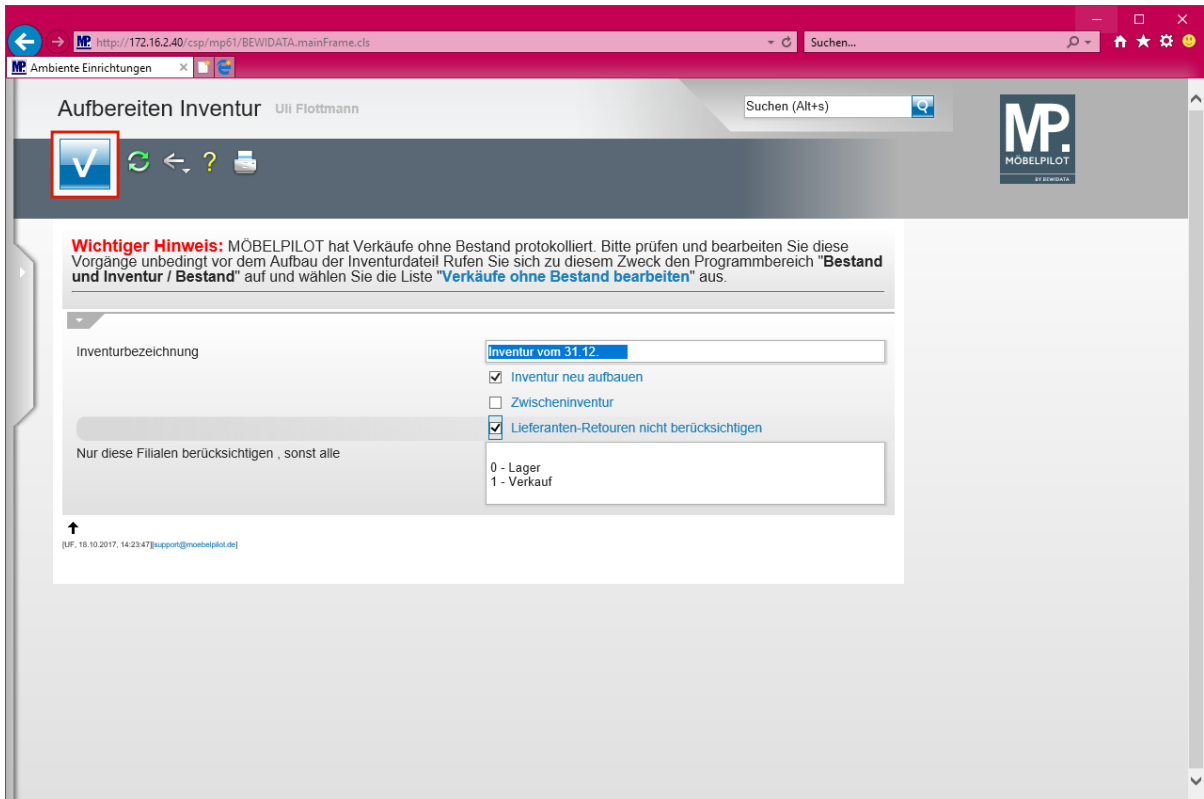 http://172.16.2.40/csp/mp61/BEWIDATA.mainFrame.cls
Suchen...
MP. Ambiente Einrichtungen
Aufbereiten Inventur Uli Flottmann
Suchen (Alt+s)
MP.
MÖBELPILOT
BY BEWIDATA
Wichtiger Hinweis: MÖBELPILOT hat Verkäufe ohne Bestand protokolliert. Bitte prüfen und bearbeiten Sie diese
Vorgänge unbedingt vor dem Aufbau der Inventurdatei! Rufen Sie sich zu diesem Zweck den Programmbereich "Bestand
und Inventur / Bestand" auf und wählen Sie die Liste "Verkäufe ohne Bestand bearbeiten" aus.
Inventurbezeichnung
Inventur vom 31.12.
Inventur neu aufbauen
Zwischeninventur
Lieferanten-Retouren nicht berücksichtigen
Nur diese Filialen berücksichtigen , sonst alle
0 - Lager
1 - Verkauf
[UF, 18.10.2017, 14:23:47][support@moebelpilot.de]